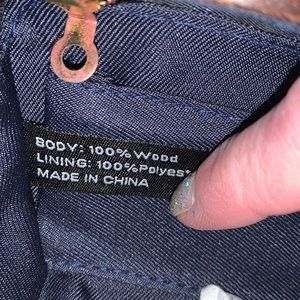 BODY: 100% Wood
LINING: 100%Polyest
MADE IN CHINA